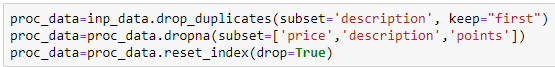 proc_data=inp_data.drop_duplicates(subset='description', keep="first")
proc_data=proc_data.dropna(subset=['price','description','points'])
proc_data=proc_data.reset_index(drop=True)